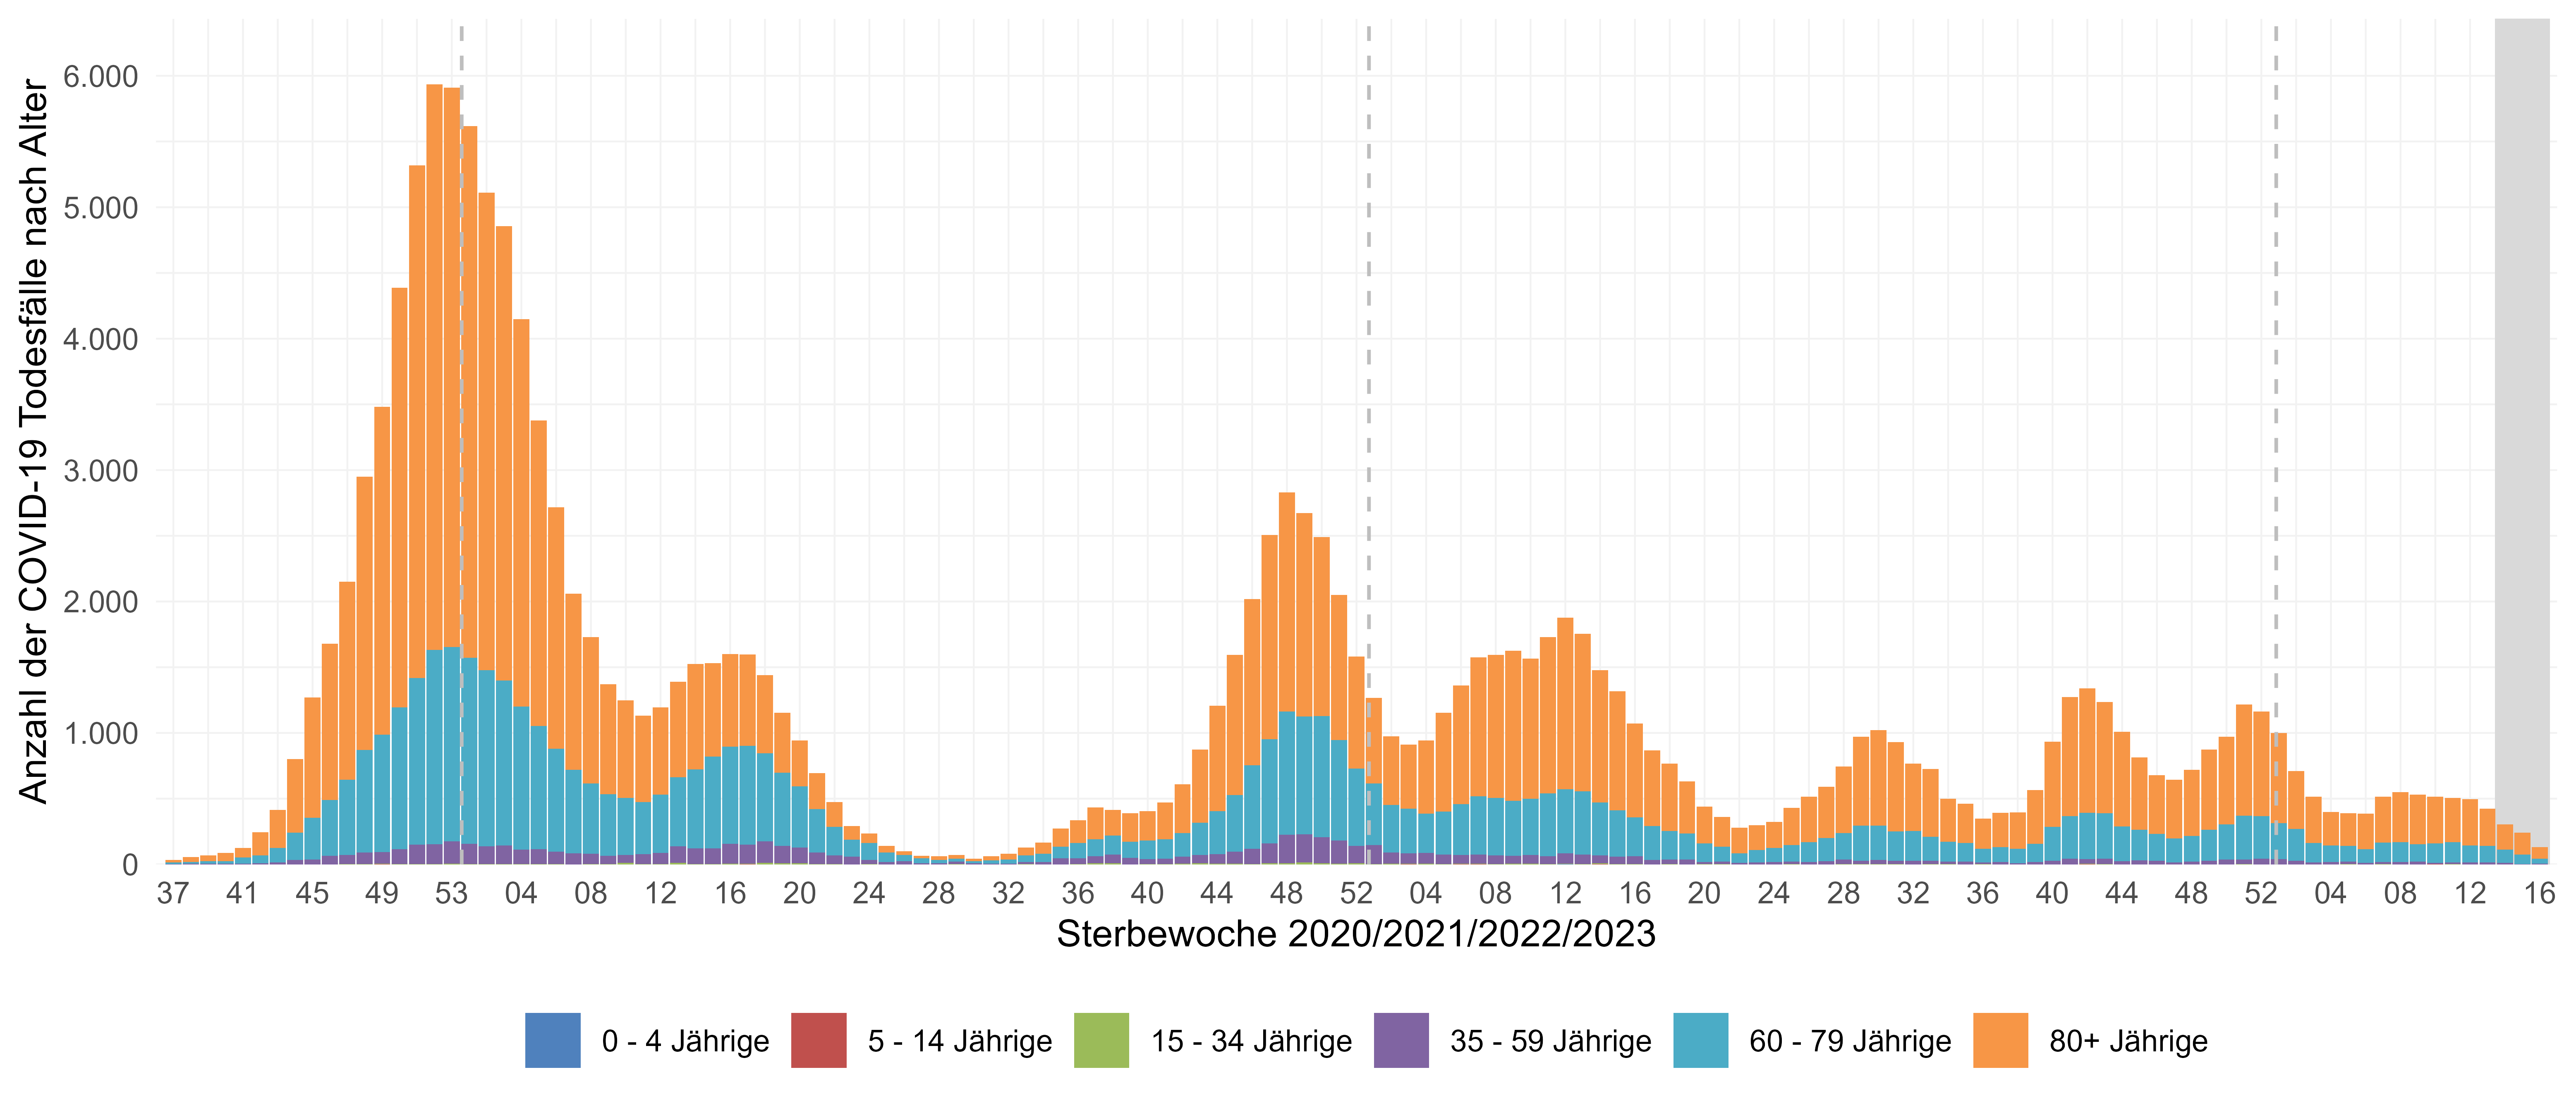 Anzahl der COVID-19 Todesfälle nach Alter
6.000
5.000
4.000
3.000
2.000
1.000
0
37 41 45 49 53 04 08 12 16 20 24 28 32 36 40 44 48 52 04 08 12 16 20 24 28 32 36 40 44 48 52 04 08 12 16
Sterbewoche 2020/2021/2022/2023
0 - 4 Jährige 5 - 14 Jährige 15 - 34 Jährige 35 - 59 Jährige 60 - 79 Jährige 80+ Jährige